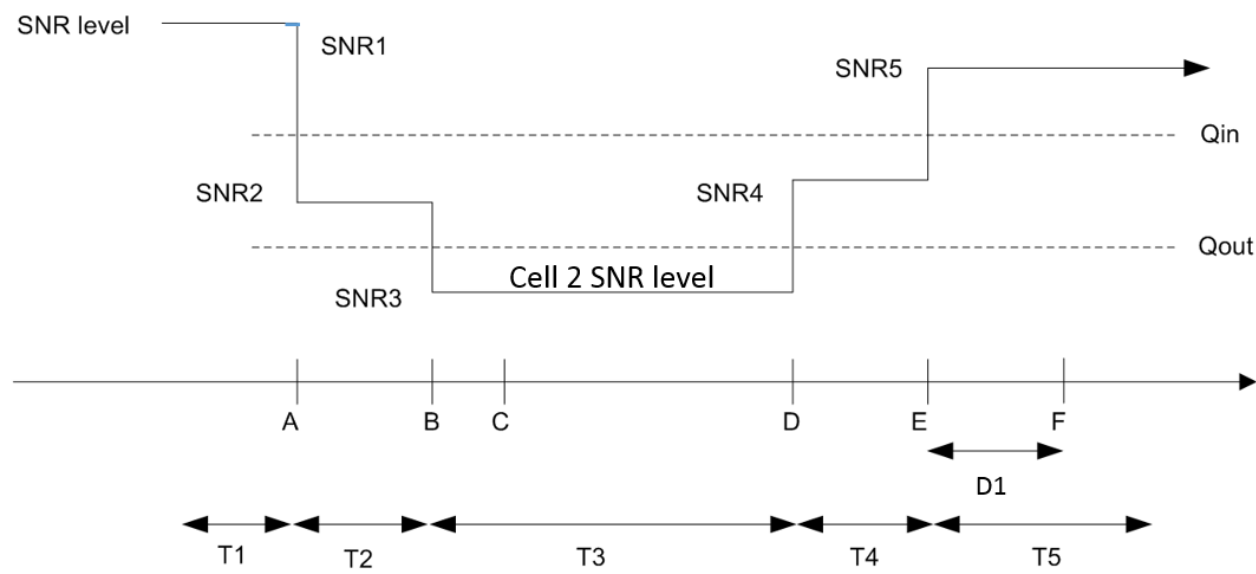 SNR level
SNR1
SNR5
Qin
SNR2
SNR4
Qout
Cell 2 SNR level
SNR3
A B C D E F
D1
T1 T2 T3 T4 T5